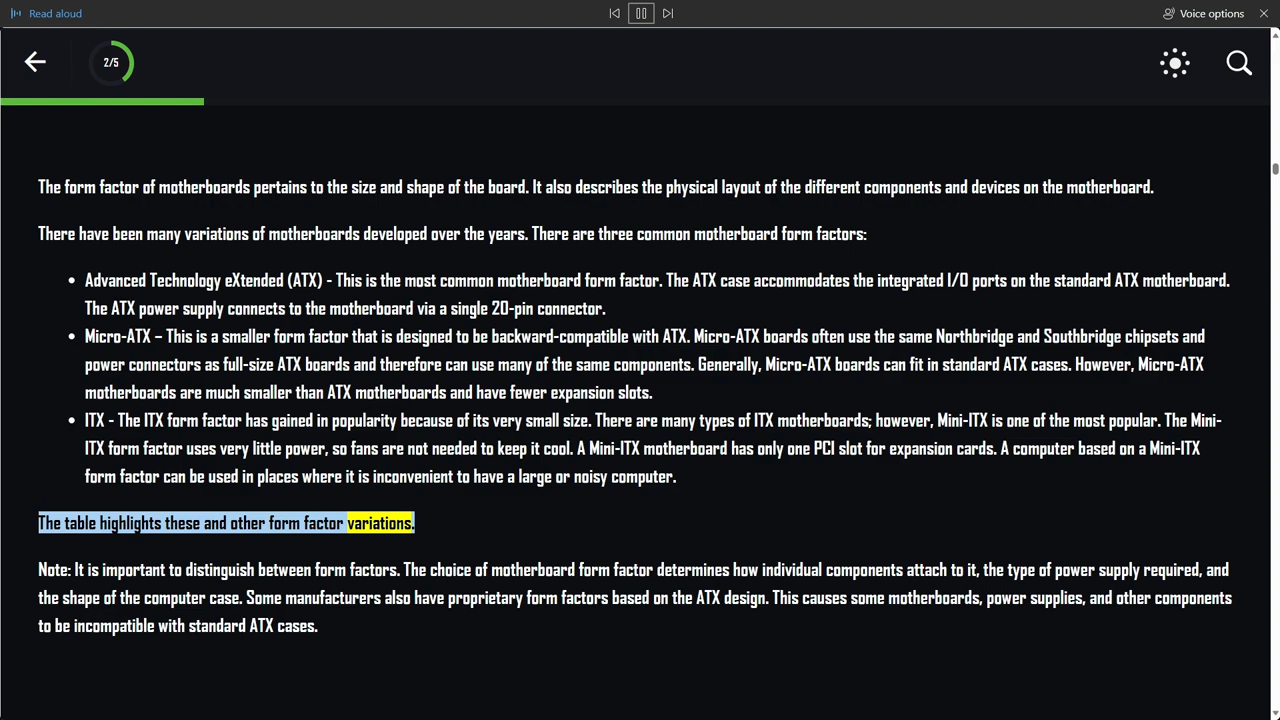 Read aloud
Voice options
2/5
The form factor of motherboards pertains to the size and shape of the board. It also describes the physical layout of the different components and devices on the motherboard.
There have been many variations of motherboards developed over the years. There are three common motherboard form factors:
• Advanced Technology eXtended (ATX) - This is the most common motherboard form factor. The ATX case accommodates the integrated I/O ports on the standard ATX motherboard.
The ATX power supply connects to the motherboard via a single 20-pin connector.
• Micro-ATX – This is a smaller form factor that is designed to be backward-compatible with ATX. Micro-ATX boards often use the same Northbridge and Southbridge chipsets and
power connectors as full-size ATX boards and therefore can use many of the same components. Generally, Micro-ATX boards can fit in standard ATX cases. However, Micro-ATX
motherboards are much smaller than ATX motherboards and have fewer expansion slots.
• ITX - The ITX form factor has gained in popularity because of its very small size. There are many types of ITX motherboards; however, Mini-ITX is one of the most popular. The Mini-
ITX form factor uses very little power, so fans are not needed to keep it cool. A Mini-ITX motherboard has only one PCI slot for expansion cards. A computer based on a Mini-ITX
form factor can be used in places where it is inconvenient to have a large or noisy computer.
The table highlights these and other form factor variations.
Note: It is important to distinguish between form factors. The choice of motherboard form factor determines how individual components attach to it, the type of power supply required, and
the shape of the computer case. Some manufacturers also have proprietary form factors based on the ATX design. This causes some motherboards, power supplies, and other components
to be incompatible with standard ATX cases.